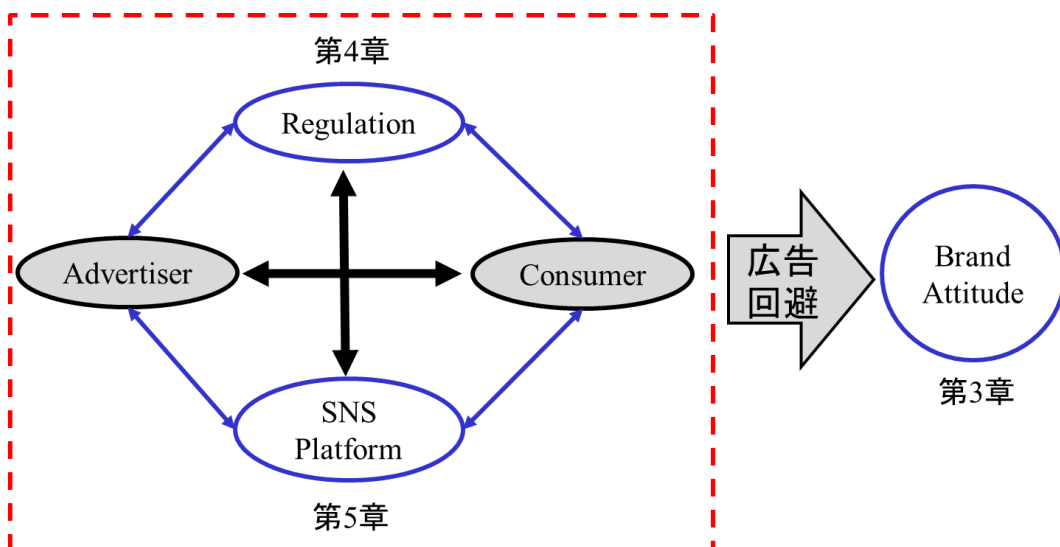 第4章
Regulation
Advertiser
Consumer
SNS
Platform
第5章
広告
回避
Brand
Attitude
第3章